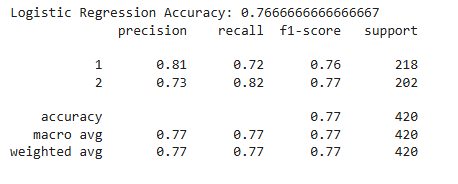 Logistic Regression Accuracy: 0.7666666666666667
precision recall f1-score support
1 0.81 0.72 0.76 218
2 0.73 0.82 0.77 202
accuracy 0.77 420
macro avg 0.77 0.77 0.77 420
weighted avg 0.77 0.77 0.77 420